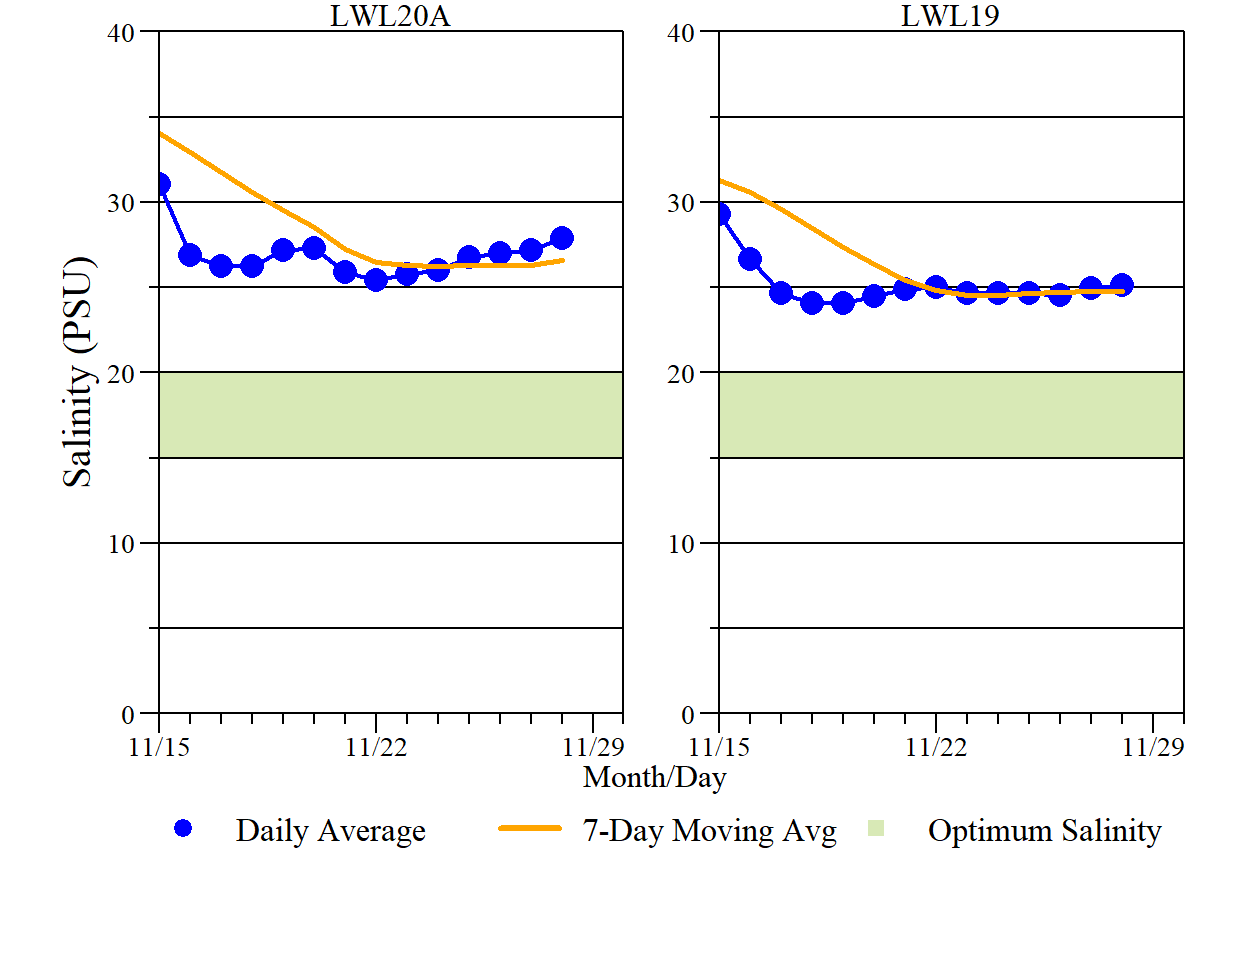 LWL20A
LWL19
40
30
20
10
0
40
30
20
10
0
Salinity (PSU)
11/15
11/22
11/29
11/15
11/22
11/29
Month/Day
Daily Average
7-Day Moving Avg
Optimum Salinity